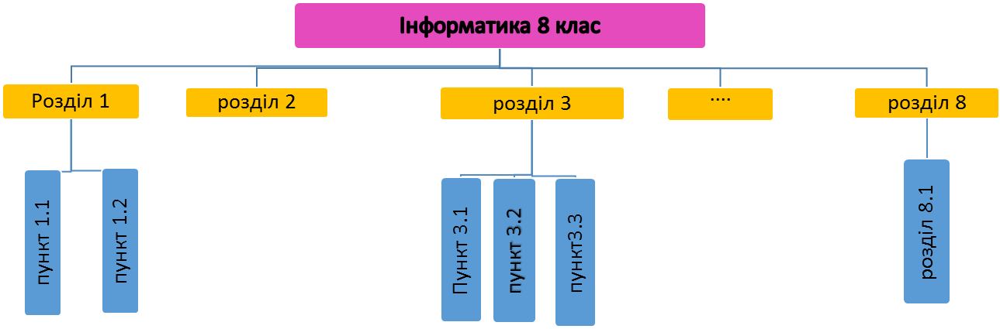 Інформатика 8 клас
Розділ 1
розділ 2
розділ 3
....
розділ 8
пункт 1.1
пункт 1.2
Пункт 3.1
пункт 3.2
пункт3.3
розділ 8.1